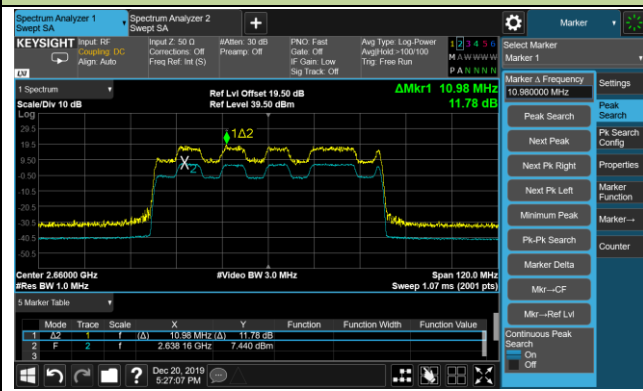 Spectrum Analyzer 1
Swept SA
Spectrum Analyzer 2
Swept SA
+
Marker
KEYSIGHT
Input: RF
Coupling: DC
Align: Auto
Input Z: 50 Ω
Corrections: Off
Freq Ref: Int (S)
#Atten: 30 dB
Preamp: Off
PNO: Fast
Gate: Off
IF Gain: Low
Sig Track: Off
Avg Type: Log-Power
Avg|Hold:>100/100
Trig: Free Run
1 2 3 4 5 6
M A W W W W
P A N N N N
LXI
Select Marker
Marker 1
Marker Δ Frequency
10.980000 MHz
Peak Search
Next Peak
Next Pk Right
Next Pk Left
Minimum Peak
Pk-Pk Search
Marker Delta
Mkr→CF
Mkr→Ref Lvl
Continuous Peak
Search
On
Off
Settings
Peak
Search
Pk Search
Config
Properties
Marker
Function
Marker→
Counter
1 Spectrum
Scale/Div 10 dB
Log
Ref Lvl Offset 19.50 dB
Ref Level 39.50 dBm
ΔMkr1 10.98 MHz
11.78 dB
29.5
19.5
9.50
-0.50
-10.5
-20.5
-30.5
-40.5
-50.5
1Δ2
X2
Center 2.66000 GHz
#Res BW 1.0 MHz
#Video BW 3.0 MHz
Span 120.0 MHz
Sweep 1.07 ms (2001 pts)
5 Marker Table
Mode Trace Scale X Y Function Function Width Function Value
1 Δ2 1 f (Δ) 10.98 MHz (Δ) 11.78 dB
2 F 2 f 2.638 16 GHz 7.440 dBm
3
?
Dec 20, 2019
5:27:07 PM